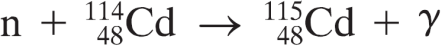 n + ¹¹⁴₄₈Cd → ¹¹⁵₄₈Cd + γ